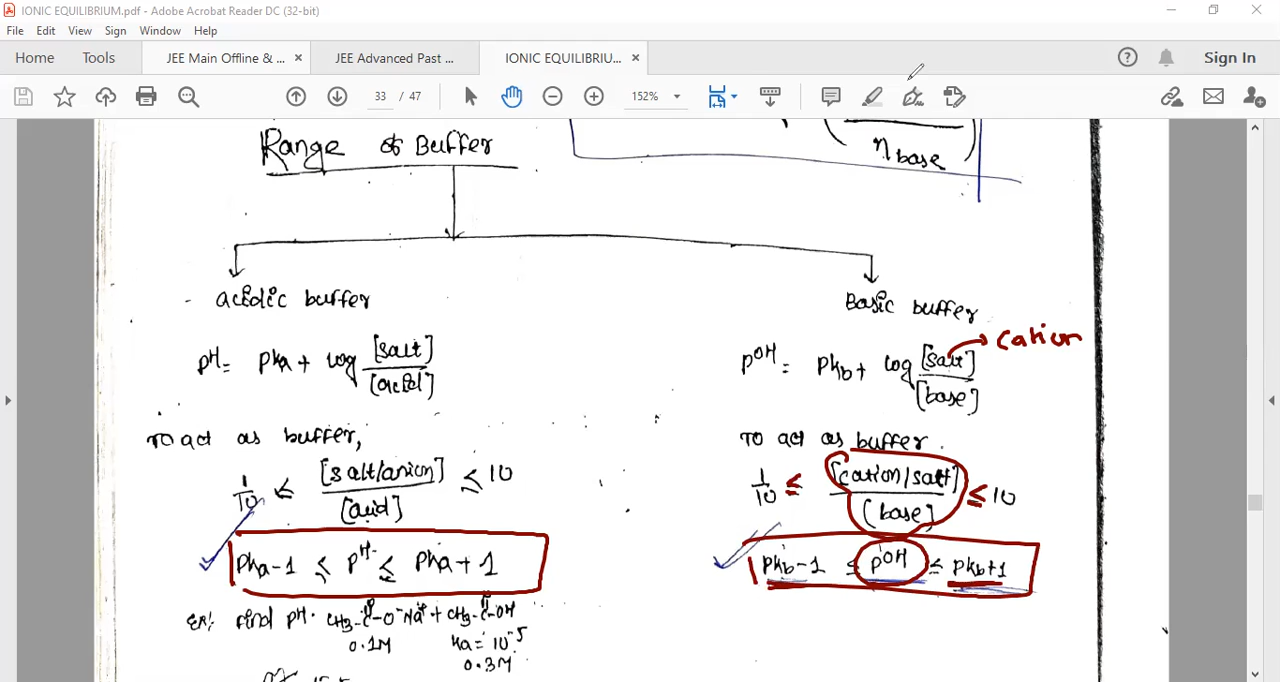 IONIC EQUILIBRIUM.pdf - Adobe Acrobat Reader DC (32-bit)
File Edit View Sign Window Help
Home Tools JEE Main Offline & ... × JEE Advanced Past ... IONIC EQUILIBRIU... × Sign In
33 / 47 152%
n base
Range of Buffer
acidic buffer
Basic buffer
pH = pka + log [salt]/[acid]
pOH = pkb + log [salt]/[base] → cation
To act as buffer,
To act as buffer.
1/10 ≤ [salt/anion]/[acid] ≤ 10
1/10 ≤ [cation/salt]/[base] ≤ 10
pka-1 ≤ pH ≤ pka+1
pkb-1 ≤ pOH ≤ pkb+1
Ex: Find pH. CH3-C-O⁻Na⁺ + CH3-C-OH
O O
0.1M ka = 10⁻⁵
0.3M